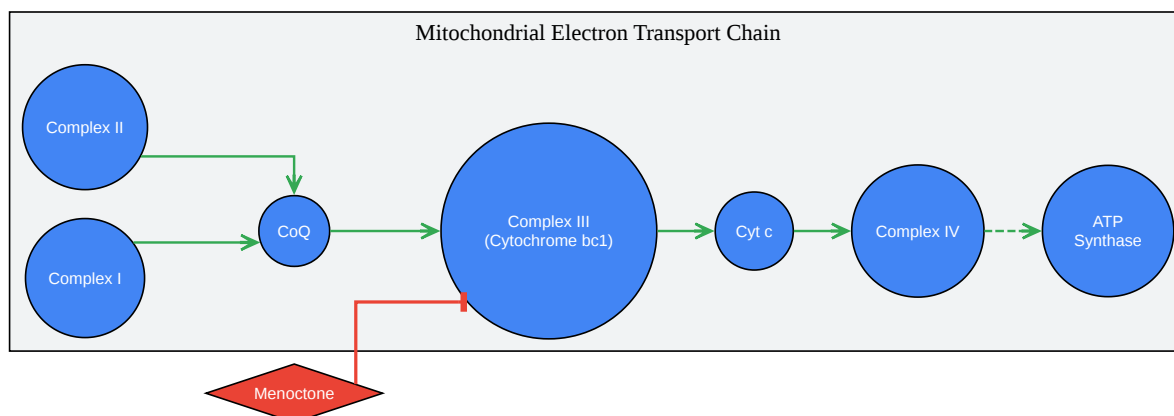 Mitochondrial Electron Transport Chain
Complex II
Complex I
CoQ
Complex III
(Cytochrome bc1)
Cyt c
Complex IV
ATP
Synthase
Menoctone